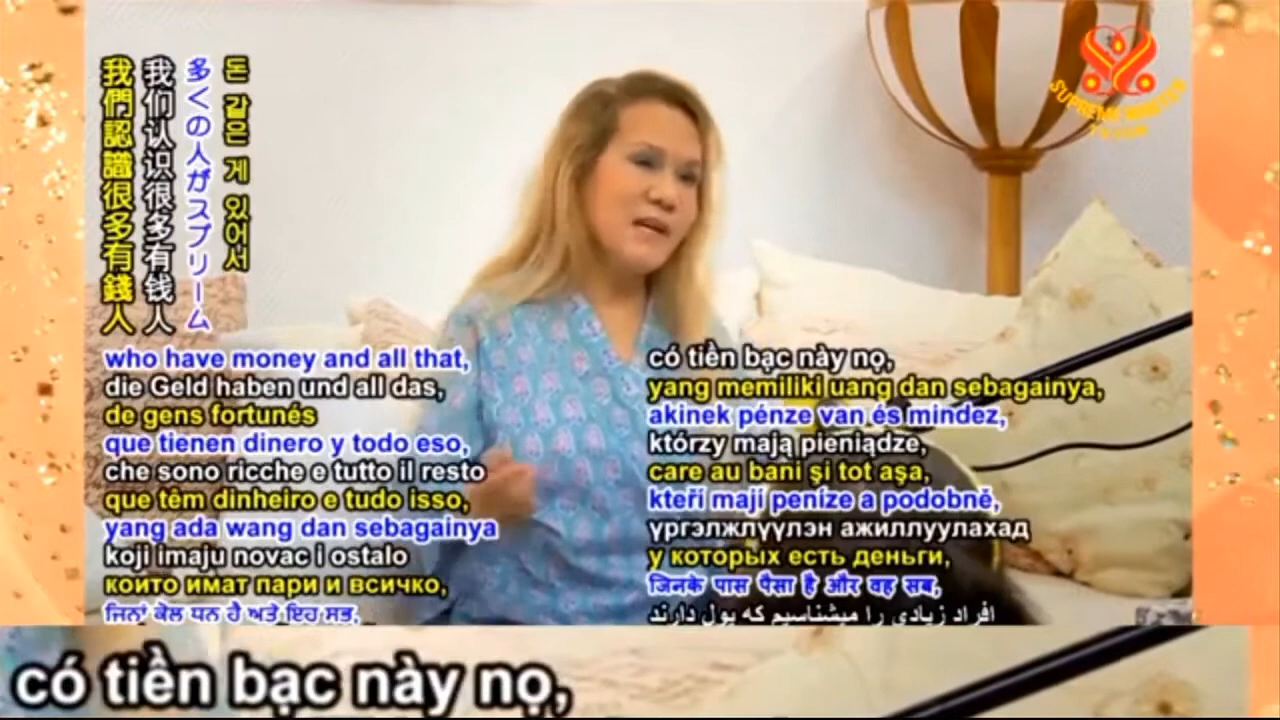 我們認識很多有錢人
我们认识很多有钱人
多くの人がスプリーム
돈 같은 게 있어서
SUPREME MASTER
TV.COM
who have money and all that,
die Geld haben und all das,
de gens fortunés
que tienen dinero y todo eso,
che sono ricche e tutto il resto
que têm dinheiro e tudo isso,
yang ada wang dan sebagainya
koji imaju novac i ostalo
които имат пари и всичко,
ਜਿਨਾਂ ਕੋਲ ਧਨ ਹੈ ਅਤੇ ਇਹ ਸਭ,
có tiền bạc này nọ,
yang memiliki uang dan sebagainya,
akinek pénze van és mindez,
którzy mają pieniądze,
care au bani şi tot aşa,
kteří mají peníze a podobně,
үргэлжлүүлэн ажиллуулахад
у которых есть деньги,
जिनके पास पैसा है और वह सब,
افراد زیادی را میشناسیم که پول دارند
có tiền bạc này nọ,